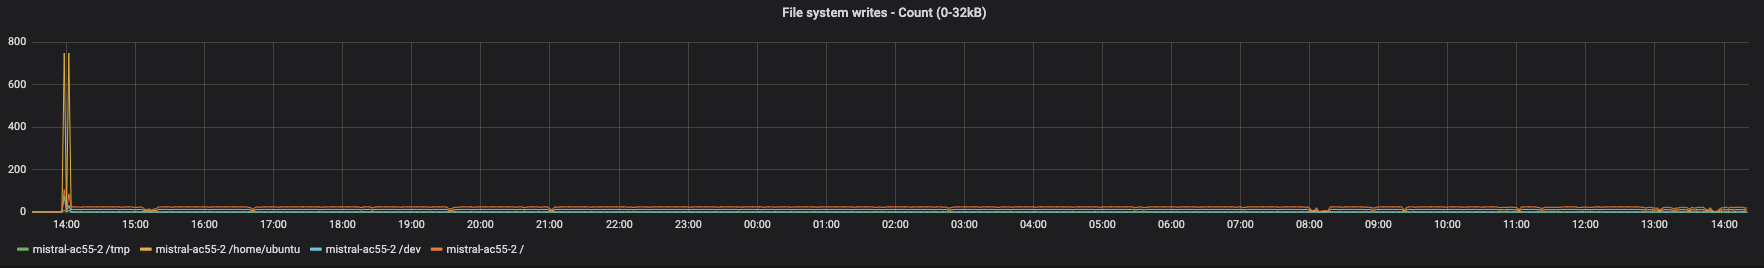 File system writes - Count (0-32kB)
800
600
400
200
0
14:00 15:00 16:00 17:00 18:00 19:00 20:00 21:00 22:00 23:00 00:00 01:00 02:00 03:00 04:00 05:00 06:00 07:00 08:00 09:00 10:00 11:00 12:00 13:00 14:00
mistral-ac55-2 /tmp mistral-ac55-2 /home/ubuntu mistral-ac55-2 /dev mistral-ac55-2 /